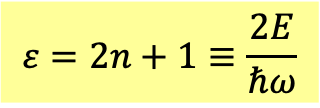 ε = 2n + 1 ≡ 2E/ħω